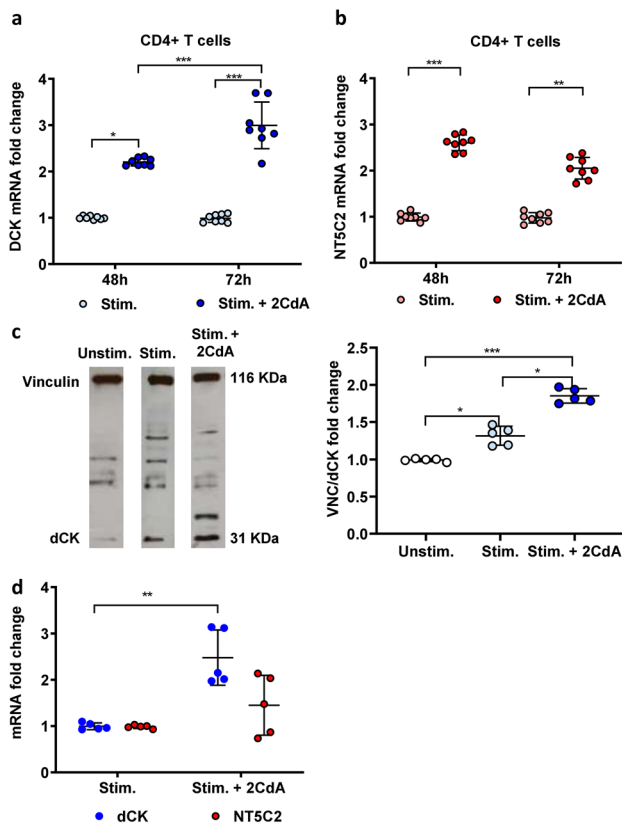 a
CD4+ T cells
DCK mRNA fold change
4
3
2
1
0
***
*
***
48h
72h
Stim.
Stim. + 2CdA
b
CD4+ T cells
NT5C2 mRNA fold change
4
3
2
1
0
***
**
48h
72h
Stim.
Stim. + 2CdA
c
Unstim.
Stim.
Stim. +
2CdA
Vinculin
116 KDa
dCK
31 KDa
VNC/dCK fold change
2.5
2.0
1.5
1.0
0.5
0.0
***
*
*
Unstim.
Stim.
Stim. + 2CdA
d
mRNA fold change
4
3
2
1
0
**
Stim.
Stim. + 2CdA
dCK
NT5C2